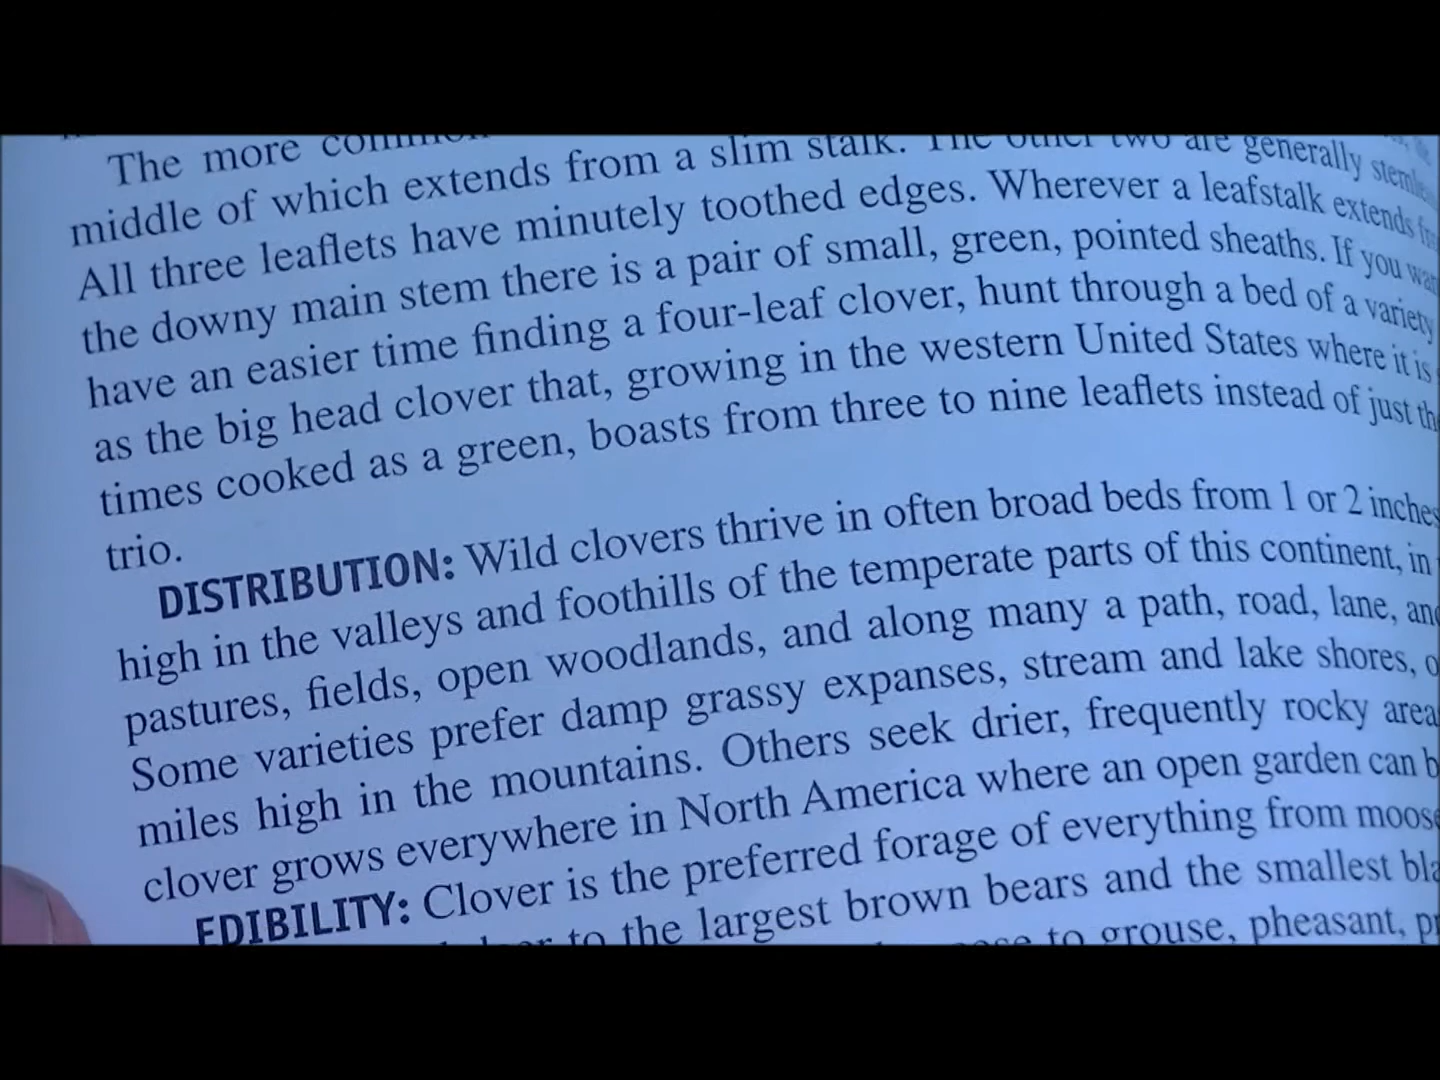 The more common
middle of which extends from a slim stalk. The other two are generally
All three leaflets have minutely toothed edges. Wherever a leafstalk extends
the downy main stem there is a pair of small, green, pointed sheaths. If you
have an easier time finding a four-leaf clover, hunt through a bed of a variety
as the big head clover that, growing in the western United States where it is
times cooked as a green, boasts from three to nine leaflets instead of just
trio.
DISTRIBUTION: Wild clovers thrive in often broad beds from 1 or 2 inches
high in the valleys and foothills of the temperate parts of this continent, in
pastures, fields, open woodlands, and along many a path, road, lane,
Some varieties prefer damp grassy expanses, stream and lake shores,
miles high in the mountains. Others seek drier, frequently rocky
clover grows everywhere in North America where an open garden can
EDIBILITY: Clover is the preferred forage of everything from moose
to the largest brown bears and the smallest
to grouse, pheasant,